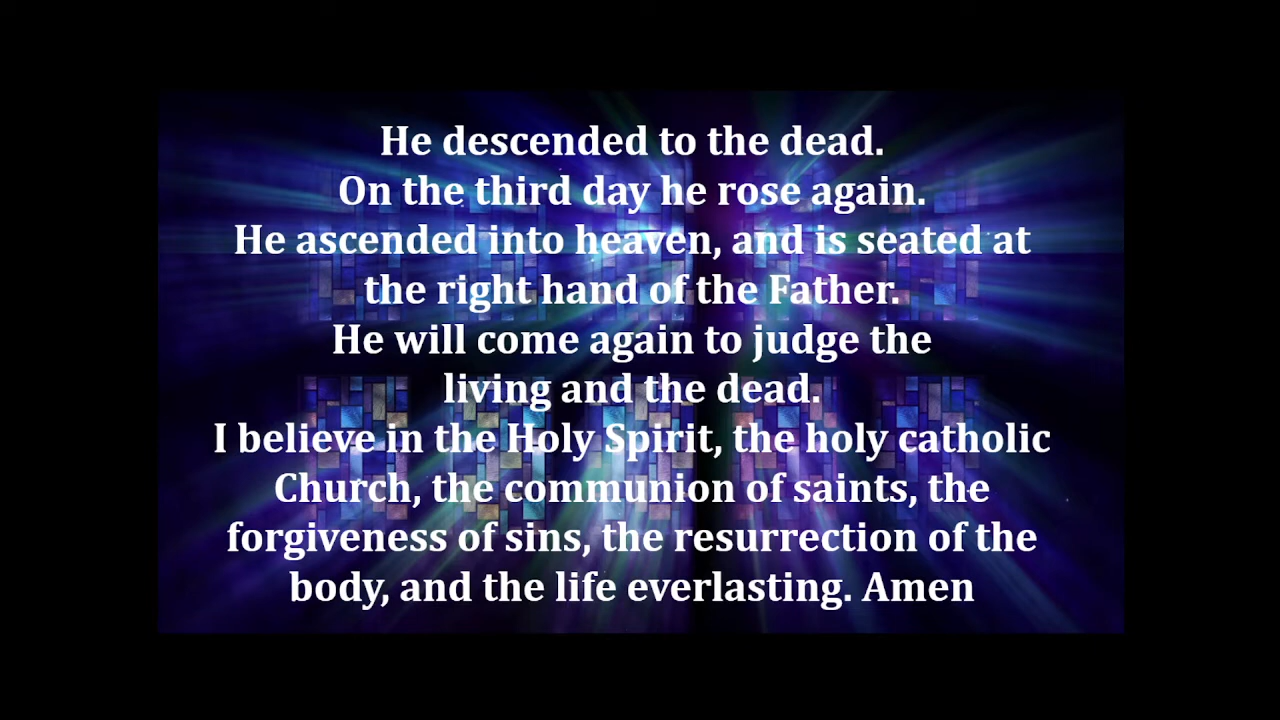 He descended to the dead.
On the third day he rose again.
He ascended into heaven, and is seated at
the right hand of the Father.
He will come again to judge the
living and the dead.
I believe in the Holy Spirit, the holy catholic
Church, the communion of saints, the
forgiveness of sins, the resurrection of the
body, and the life everlasting. Amen